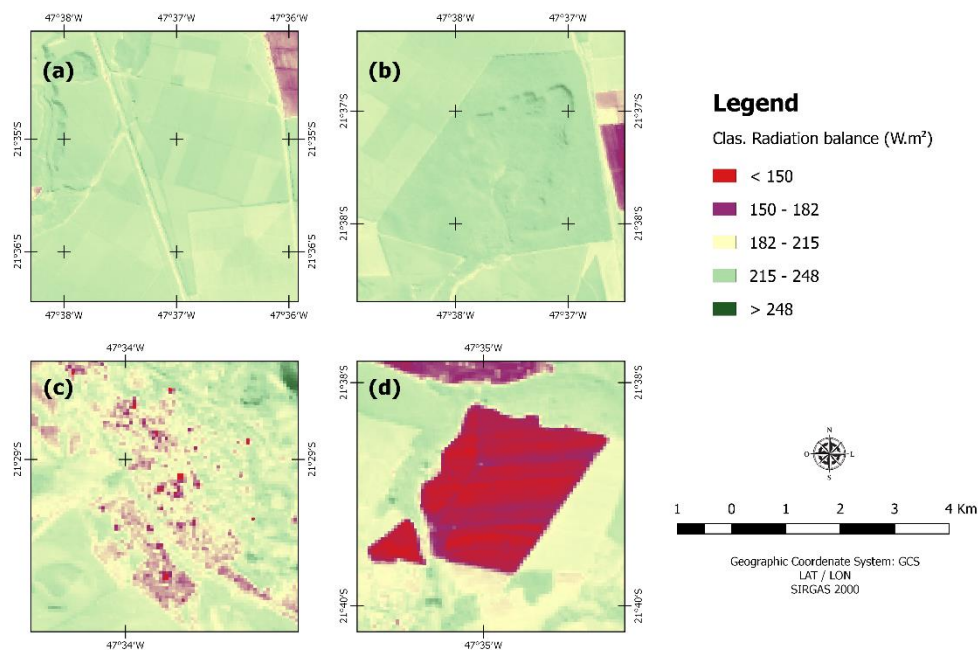 47°38'W 47°37'W 47°36'W
47°38'W 47°37'W
(a)
(b)
21°35'S
21°36'S
21°35'S
21°36'S
21°37'S
21°38'S
21°37'S
21°38'S
47°38'W 47°37'W 47°36'W
47°38'W 47°37'W
Legend
Clas. Radiation balance (W.m²)
< 150
150 - 182
182 - 215
215 - 248
> 248
47°34'W
47°35'W
(c)
(d)
21°29'S
21°29'S
21°38'S
21°40'S
21°38'S
21°40'S
47°34'W
47°35'W
N
O L
S
1 0 1 2 3 4 Km
Geographic Coordenate System: GCS
LAT / LON
SIRGAS 2000